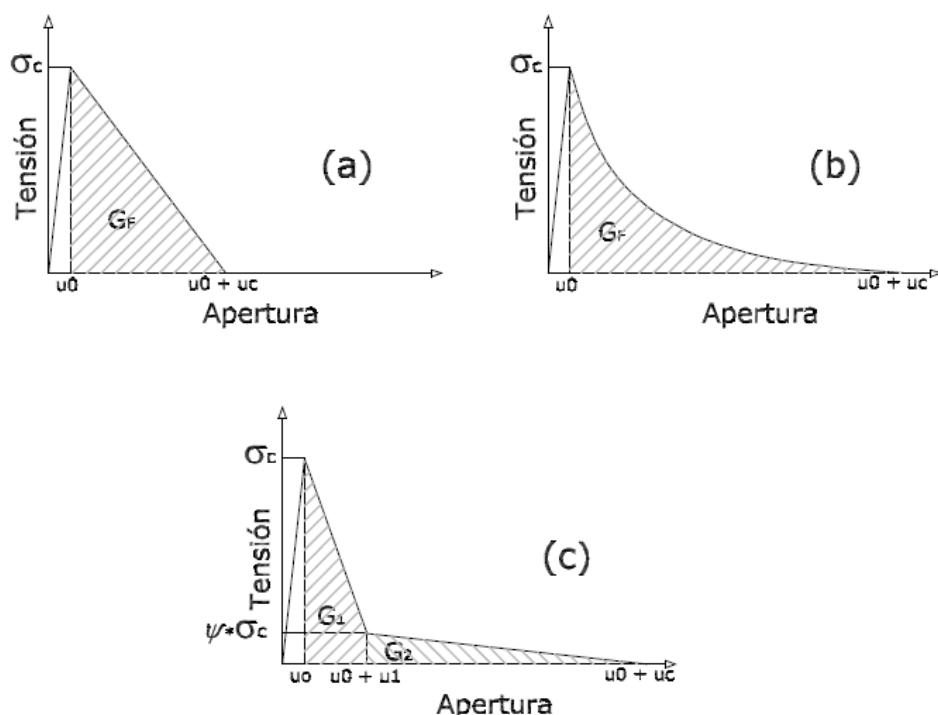 σc
Tensión
(a)
GF
u0
u0 + uc
Apertura
σc
Tensión
(b)
GF
u0
u0 + uc
Apertura
σc
Tensión
(c)
ψ*σc
G1
G2
uo
u0 + u1
u0 + uc
Apertura